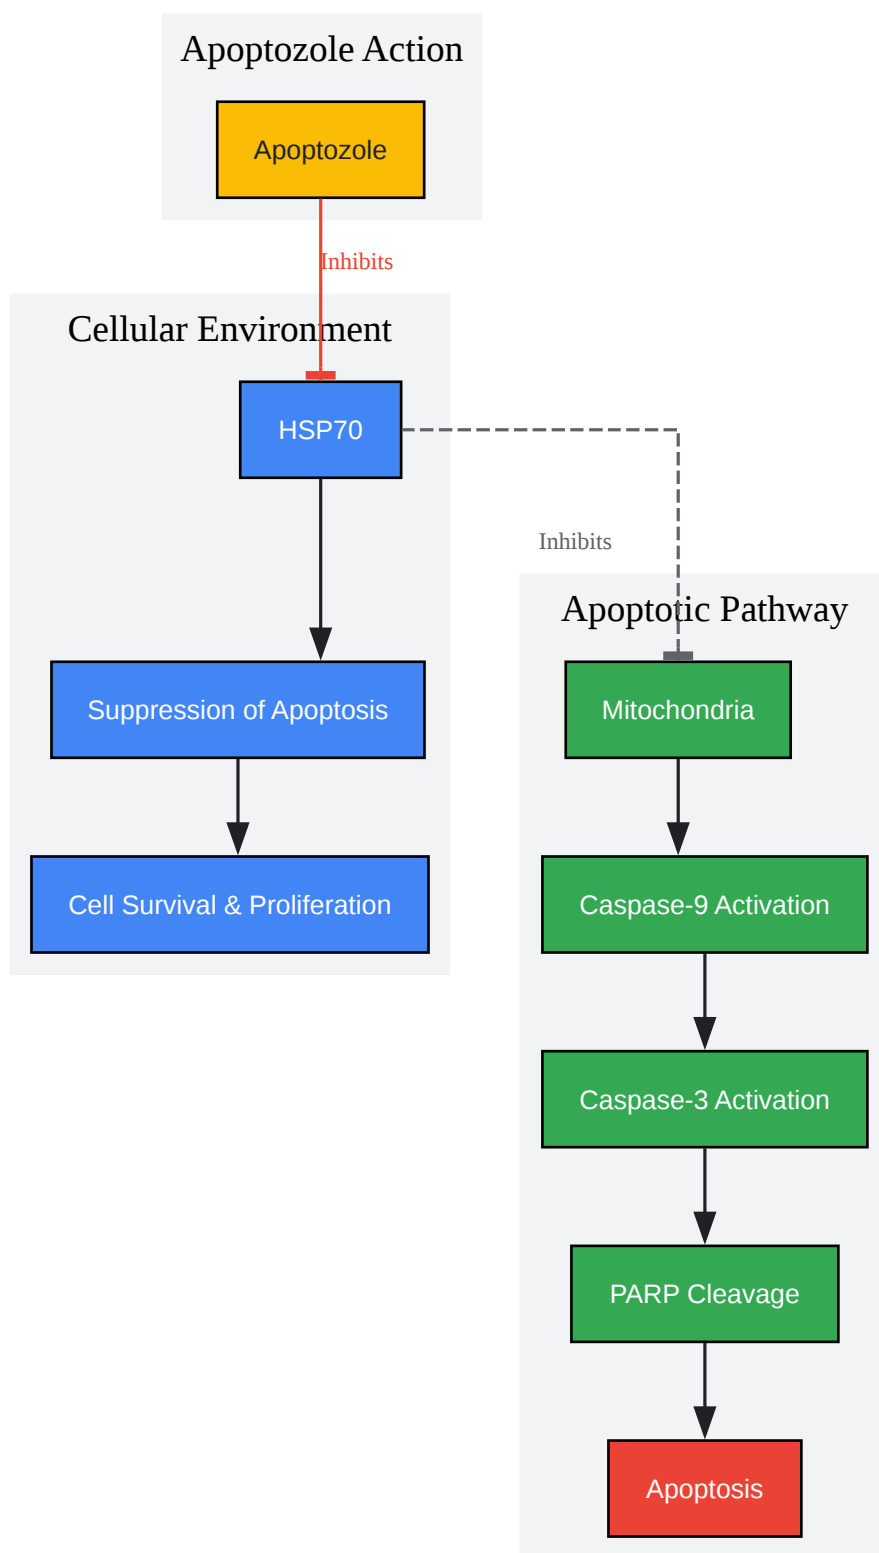 Apoptozole Action
Apoptozole
Inhibits
Cellular Environment
HSP70
Inhibits
Apoptotic Pathway
Suppression of Apoptosis
Mitochondria
Cell Survival & Proliferation
Caspase-9 Activation
Caspase-3 Activation
PARP Cleavage
Apoptosis